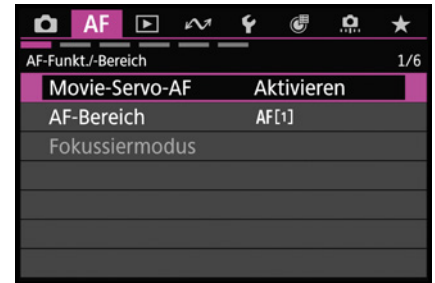 AF
AF-Funkt./-Bereich 1/6
Movie-Servo-AF Aktivieren
AF-Bereich AF[1]
Fokussiermodus